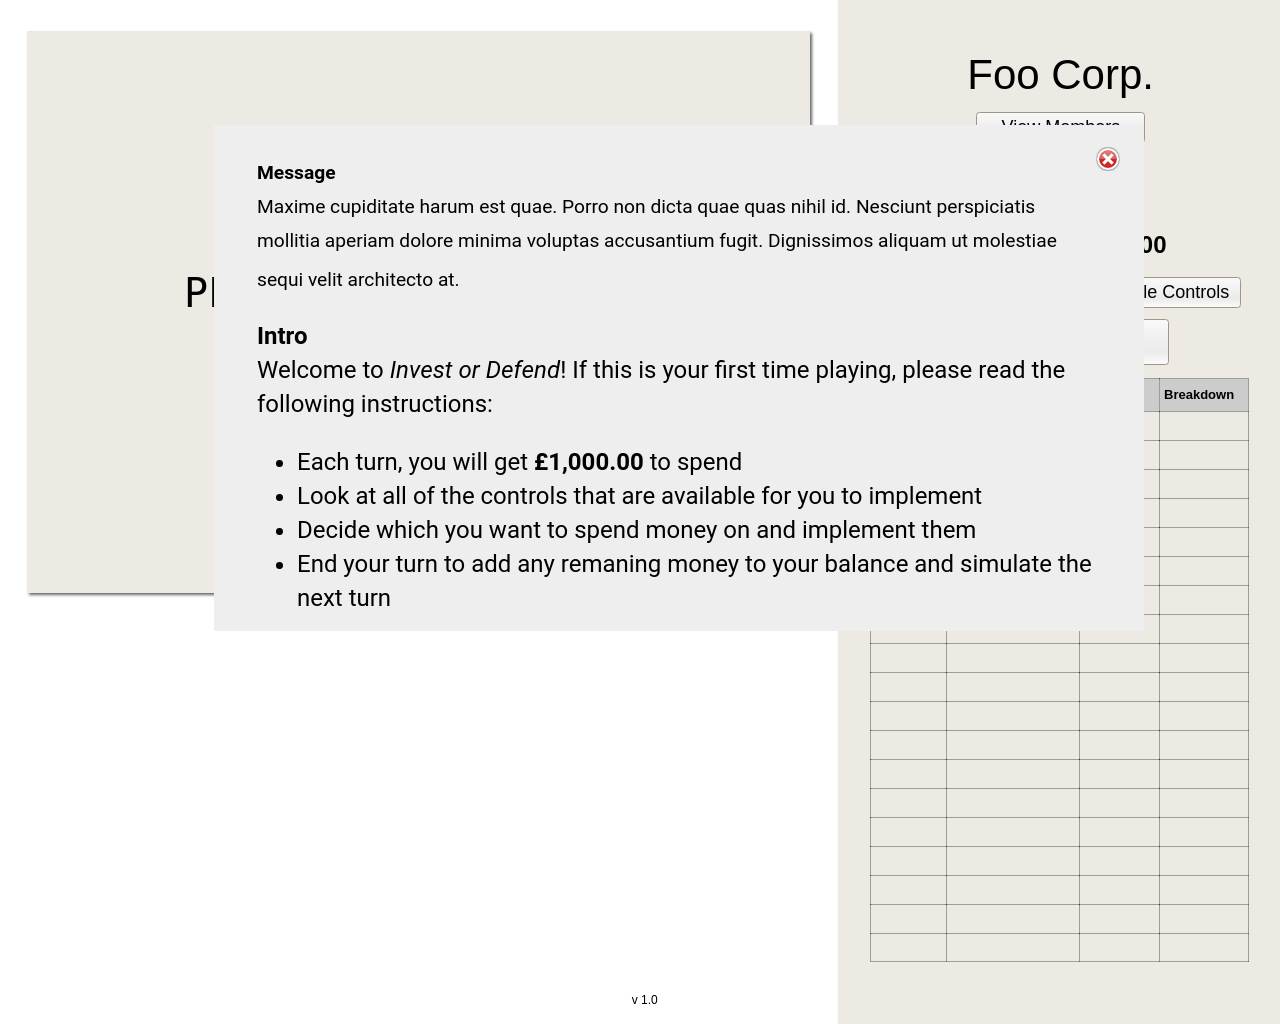 Foo Corp.
Message
Maxime cupiditate harum est quae. Porro non dicta quae quas nihil id. Nesciunt perspiciatis
mollitia aperiam dolore minima voluptas accusantium fugit. Dignissimos aliquam ut molestiae
sequi velit architecto at.
Intro
Welcome to Invest or Defend! If this is your first time playing, please read the
following instructions:
• Each turn, you will get £1,000.00 to spend
• Look at all of the controls that are available for you to implement
• Decide which you want to spend money on and implement them
• End your turn to add any remaning money to your balance and simulate the
next turn
View Members
00
Controls
Breakdown
v 1.0